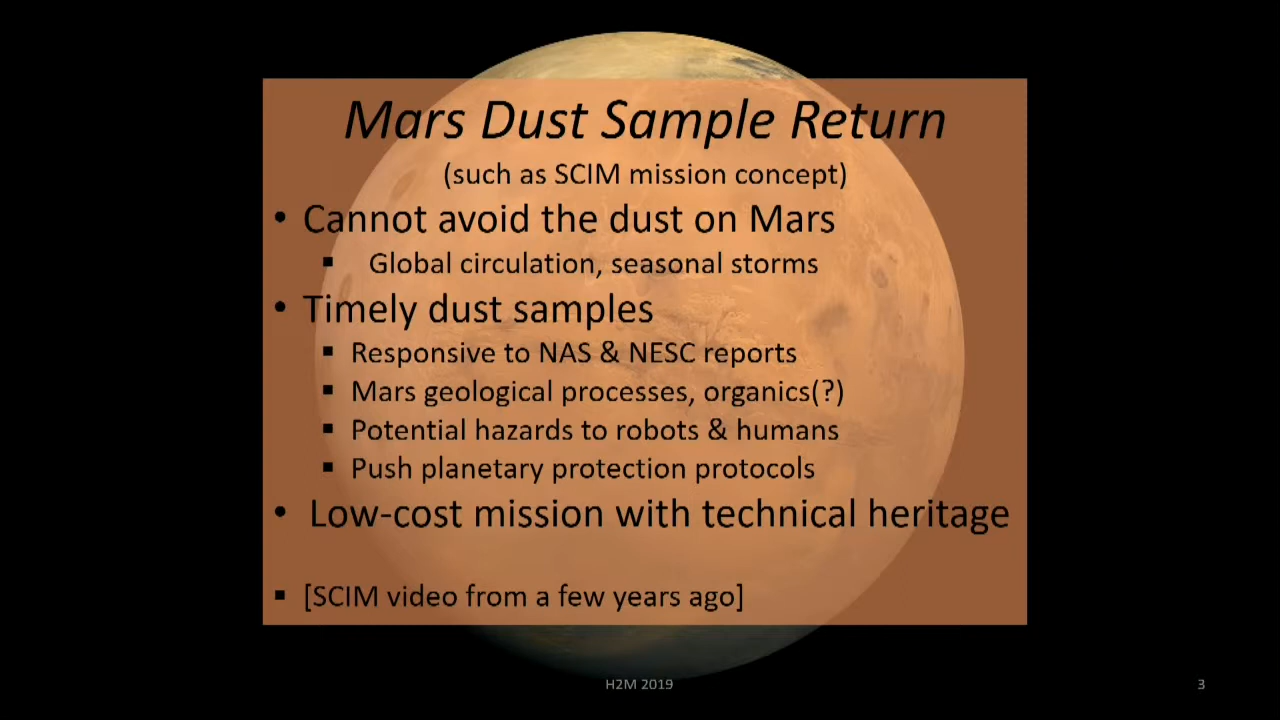 Mars Dust Sample Return
(such as SCIM mission concept)
• Cannot avoid the dust on Mars
▪ Global circulation, seasonal storms
• Timely dust samples
▪ Responsive to NAS & NESC reports
▪ Mars geological processes, organics(?)
▪ Potential hazards to robots & humans
▪ Push planetary protection protocols
• Low-cost mission with technical heritage
▪ [SCIM video from a few years ago]
H2M 2019
3